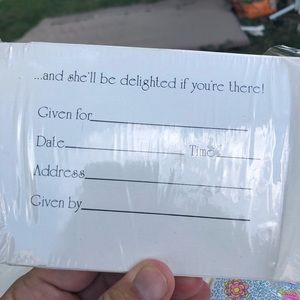 ...and she'll be delighted if you're there!
Given for
Date Time
Address
Given by